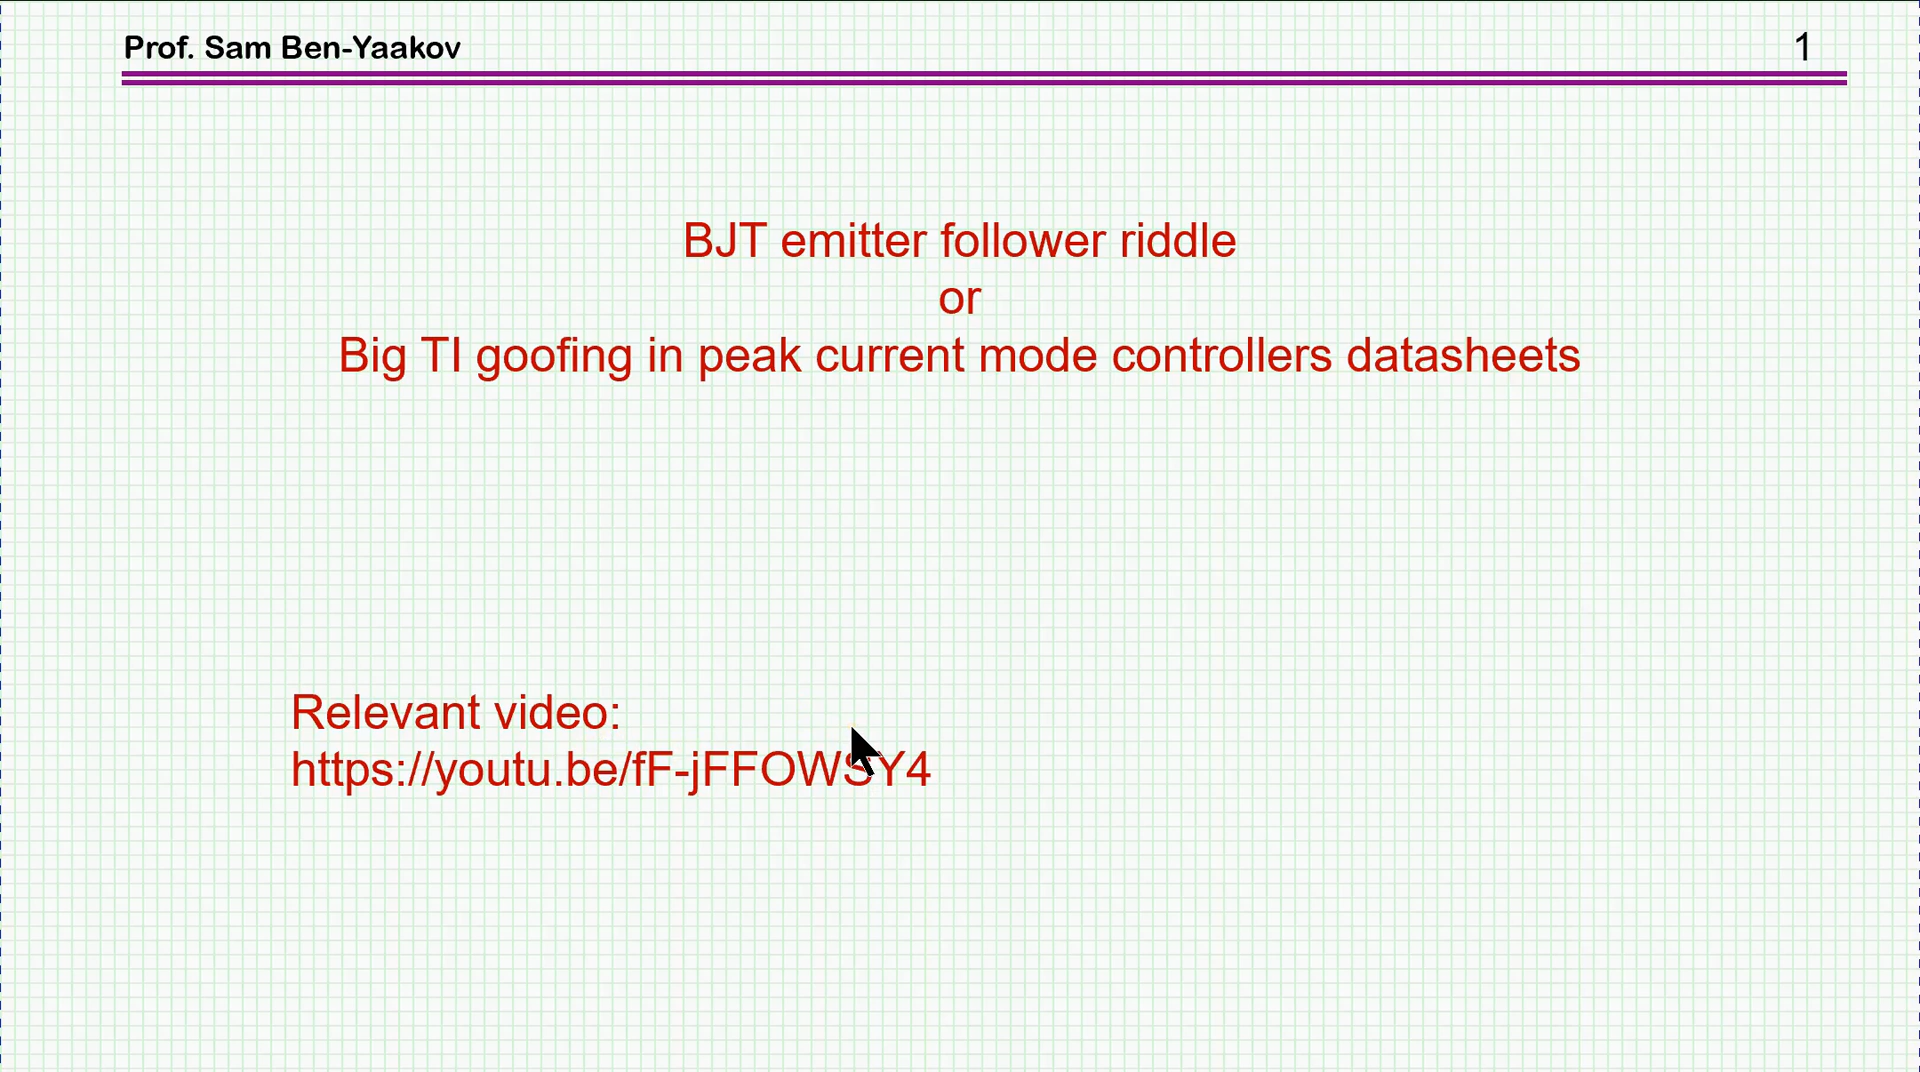 Prof. Sam Ben-Yaakov 1
BJT emitter follower riddle
or
Big TI goofing in peak current mode controllers datasheets
Relevant video:
https://youtu.be/fF-jFFOWSY4